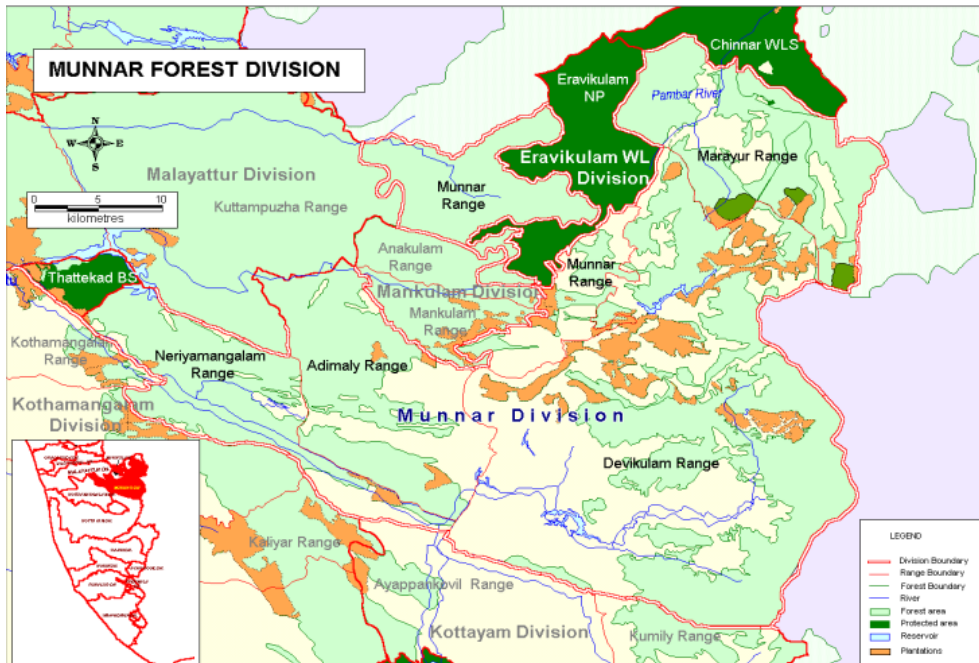 MUNNAR FOREST DIVISION
Chinnar WLS
Eravikulam
NP
Pambar River
N
W E
S
Eravikulam WL
Division
Marayur Range
Malayattur Division
Munnar
Range
Kuttampuzha Range
0 5 10
kilometres
Anakulam
Range
Munnar
Range
Thattekad BS
Mankulam Division
Mankulam
Range
Kothamangalam
Range
Neriyamangalam
Range
Adimaly Range
Kothamangamm
Division
Munnar Division
Devikulam Range
Kaliyar Range
Ayappankovil Range
Kottayam Division
Kumily Range
LEGEND
Division Boundary
Range Boundary
Forest Boundary
River
Forest area
Protected area
Reservoir
Plantations